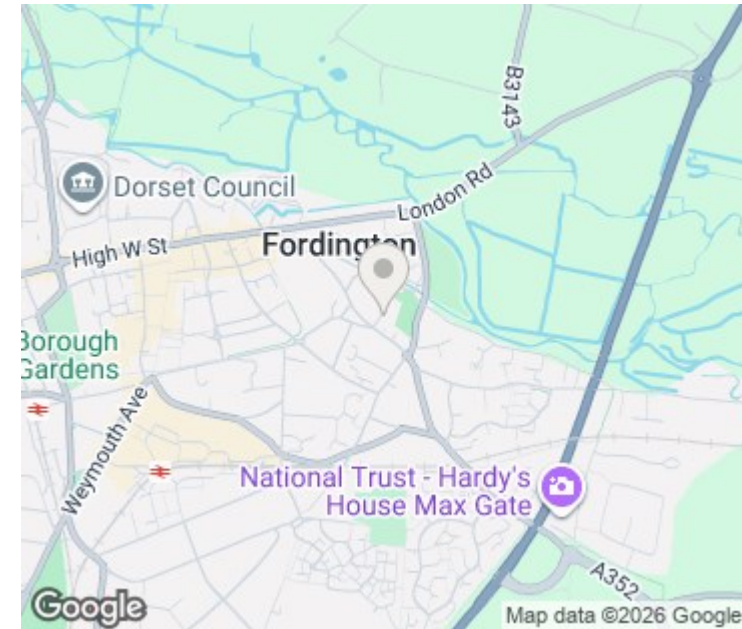 B3143
Dorset Council
London Rd
High W St
Fordington
Borough
Gardens
Weymouth Ave
National Trust - Hardy's
House Max Gate
A352
Google
Map data ©2026 Google